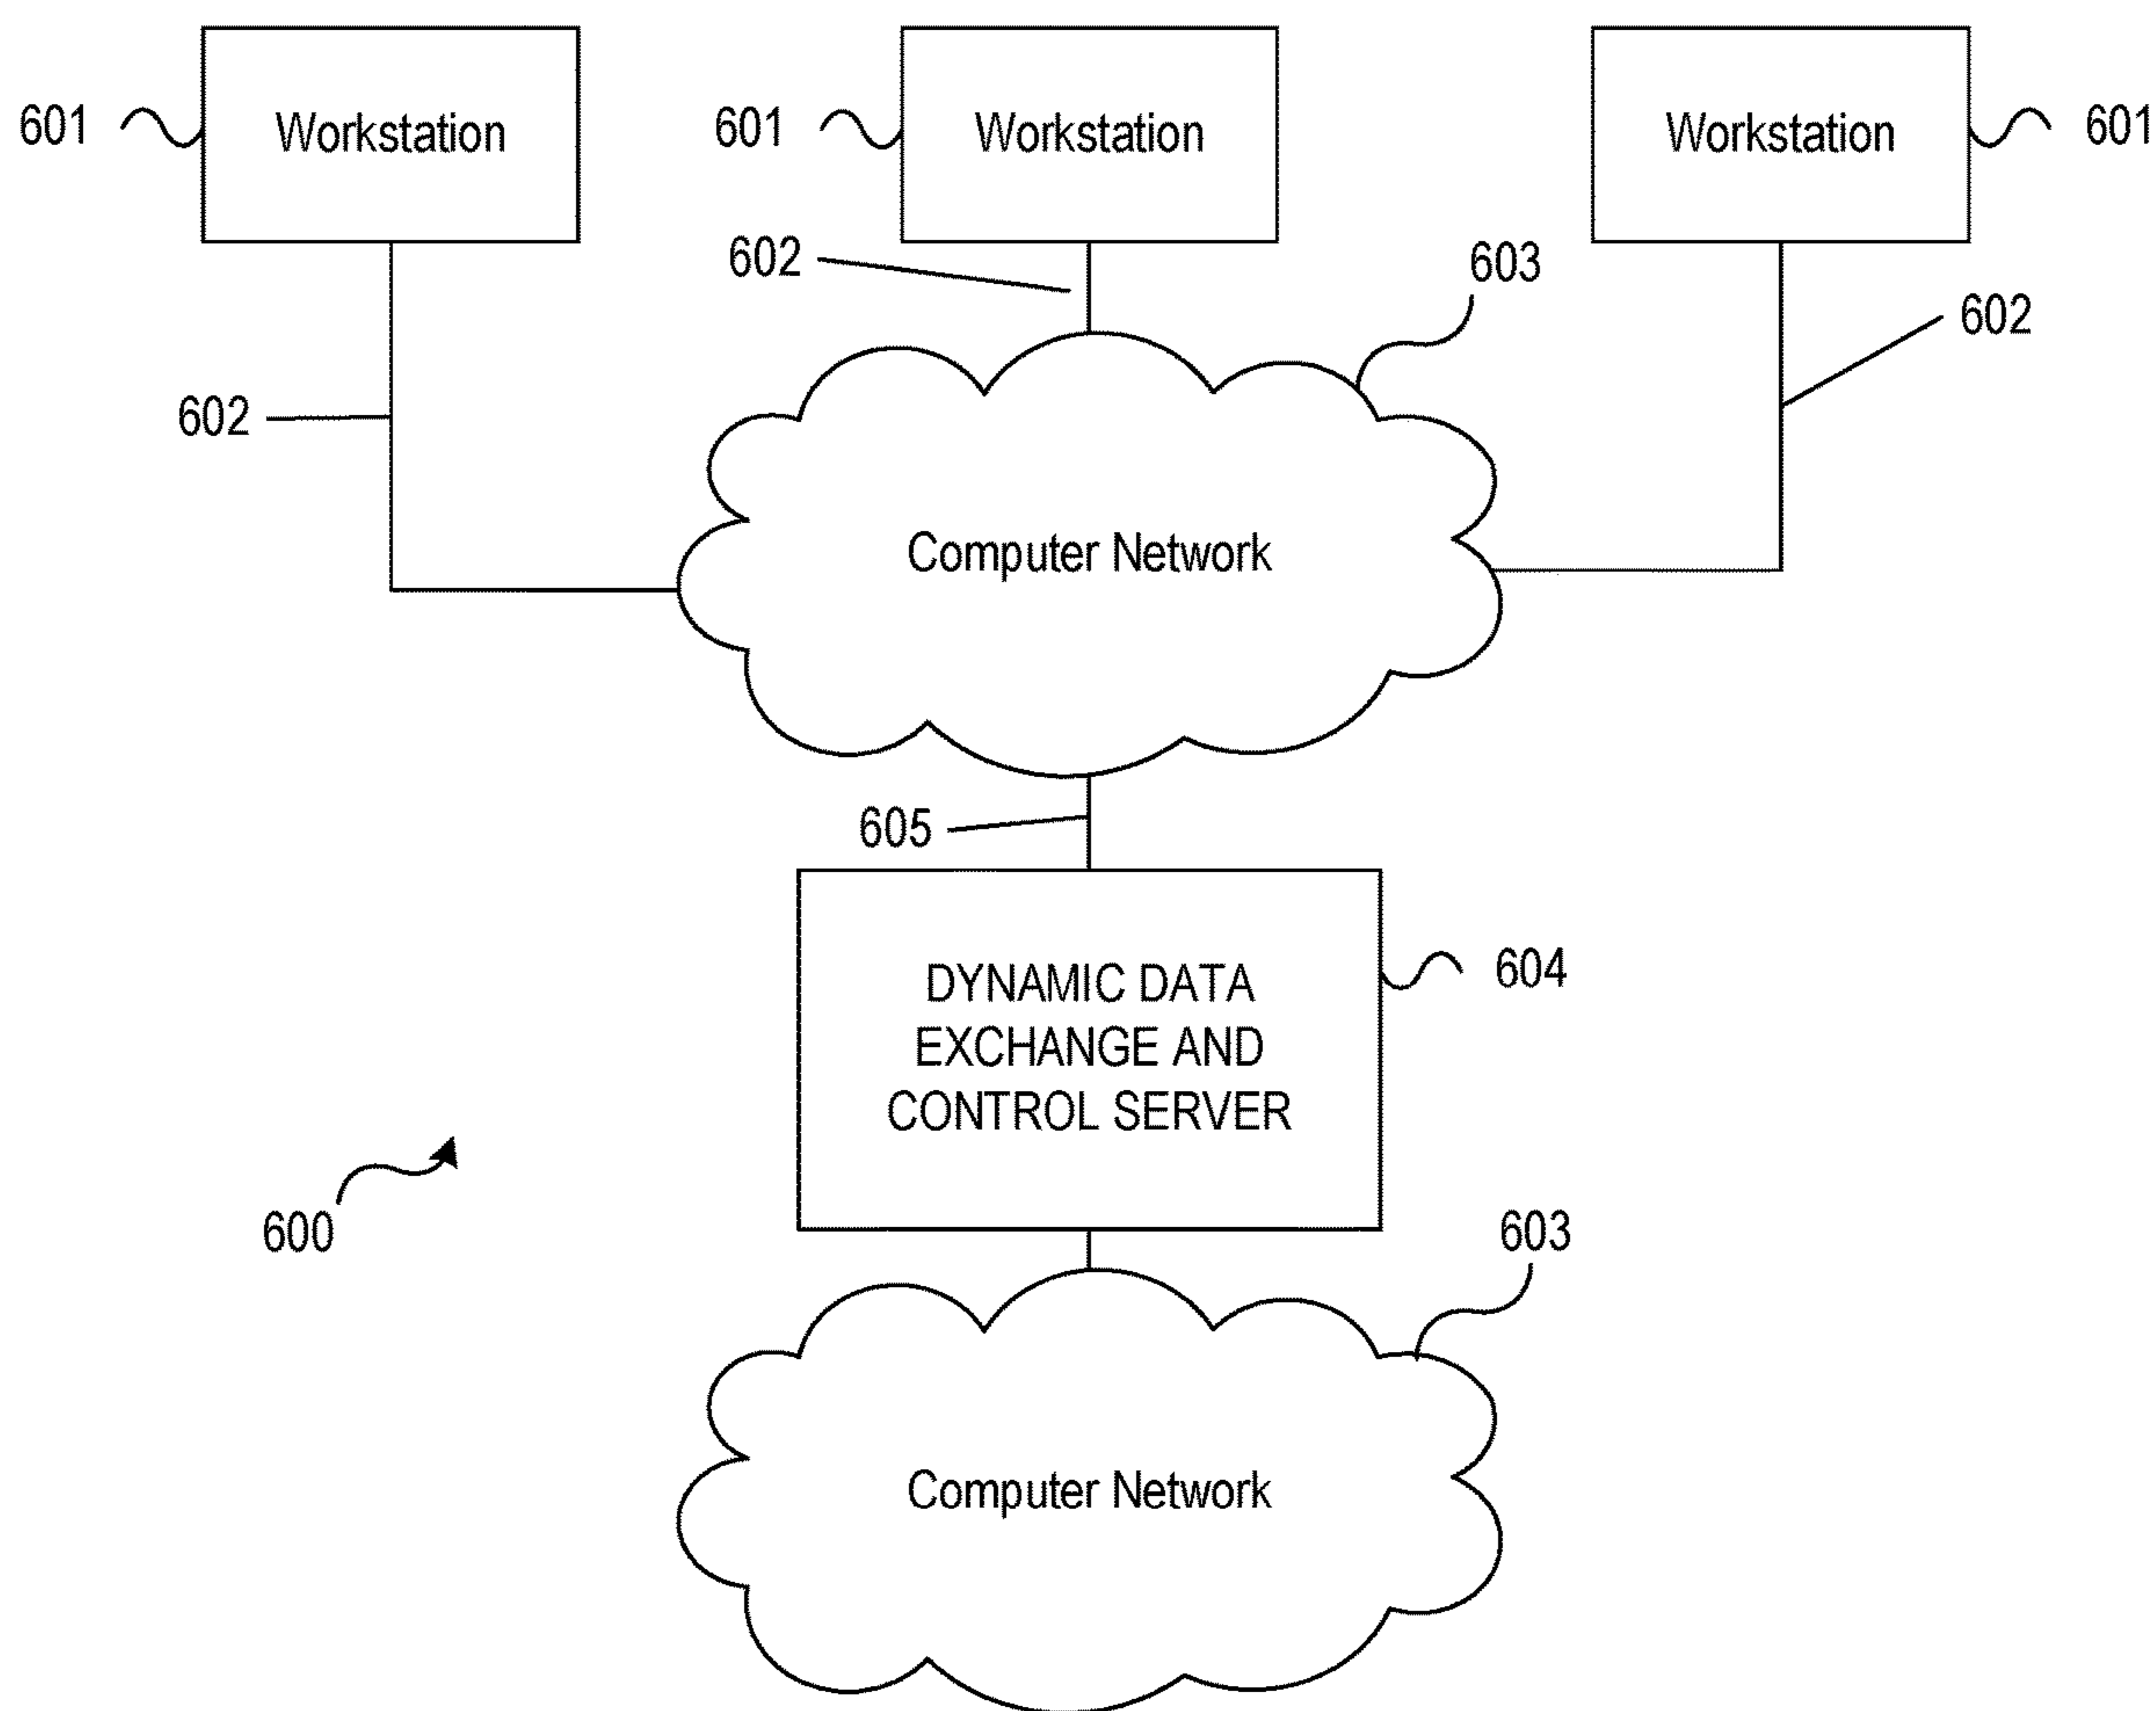 601
Workstation
601
Workstation
Workstation
601
602
603
602
602
Computer Network
605
DYNAMIC DATA
EXCHANGE AND
CONTROL SERVER
604
600
603
Computer Network